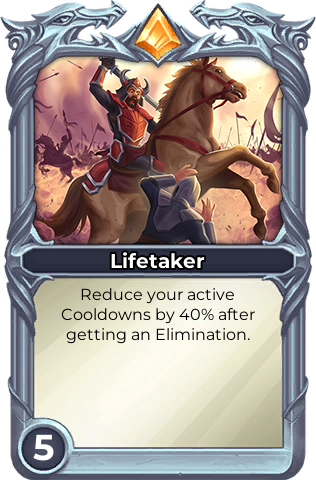 Lifetaker
Reduce your active
Cooldowns by 40% after
getting an Elimination.
5